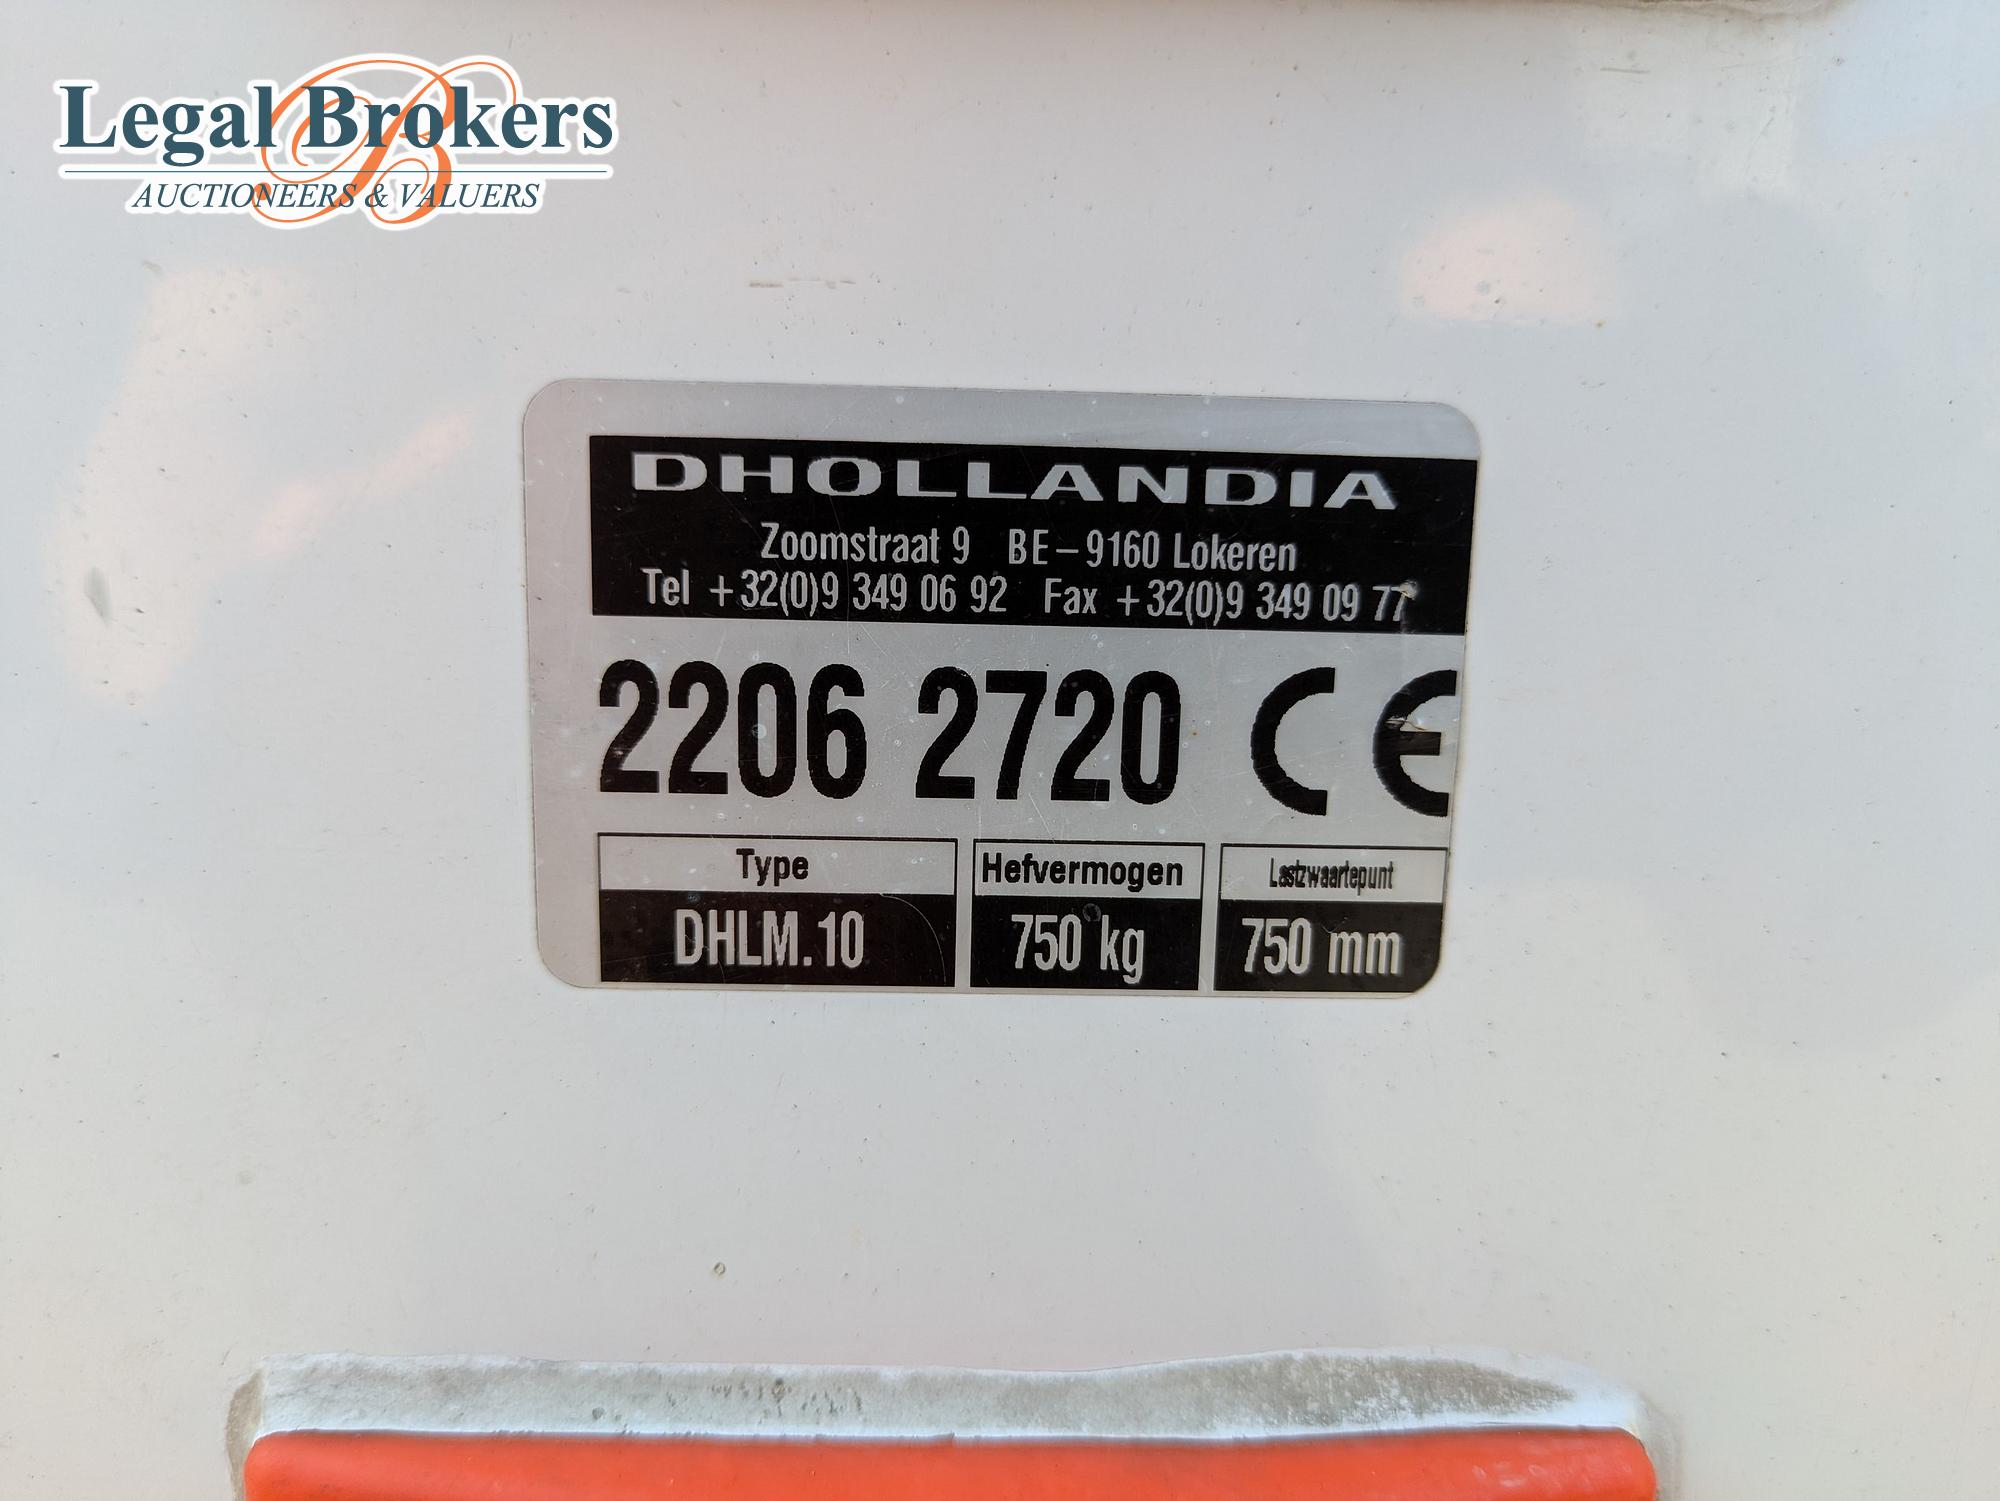 Legal Brokers
AUCTIONEERS & VALUERS
DHOLLANDIA
Zoomstraat 9 BE-9160 Lokeren
Tel +32(0)9 349 06 92 Fax +32(0)9 349 09 77
2206 2720 CE
Type Hefvermogen Lastzwaartepunt
DHLM.10 750 kg 750 mm